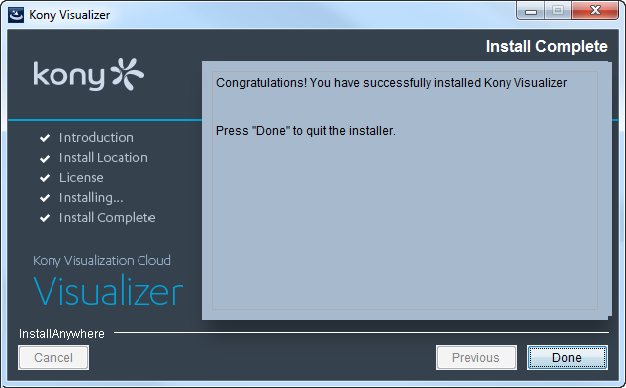 Kony Visualizer
Install Complete
kony
Congratulations! You have successfully installed Kony Visualizer
Press "Done" to quit the installer.
Introduction
Install Location
License
Installing...
Install Complete
Kony Visualization Cloud
Visualizer
InstallAnywhere
Cancel
Previous
Done